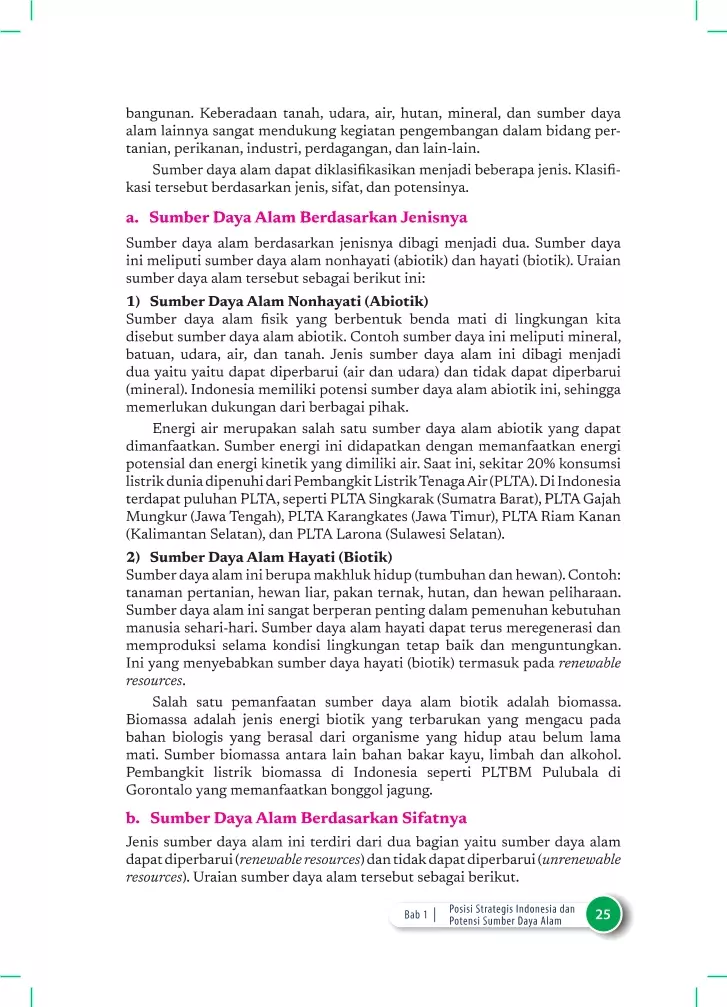 bangunan. Keberadaan tanah, udara, air, hutan, mineral, dan sumber daya
alam lainnya sangat mendukung kegiatan pengembangan dalam bidang per-
tanian, perikanan, industri, perdagangan, dan lain-lain.
Sumber daya alam dapat diklasifikasikan menjadi beberapa jenis. Klasifi-
kasi tersebut berdasarkan jenis, sifat, dan potensinya.
a. Sumber Daya Alam Berdasarkan Jenisnya
Sumber daya alam berdasarkan jenisnya dibagi menjadi dua. Sumber daya
ini meliputi sumber daya alam nonhayati (abiotik) dan hayati (biotik). Uraian
sumber daya alam tersebut sebagai berikut ini:
1) Sumber Daya Alam Nonhayati (Abiotik)
Sumber daya alam fisik yang berbentuk benda mati di lingkungan kita
disebut sumber daya alam abiotik. Contoh sumber daya ini meliputi mineral,
batuan, udara, air, dan tanah. Jenis sumber daya alam ini dibagi menjadi
dua yaitu yaitu dapat diperbarui (air dan udara) dan tidak dapat diperbarui
(mineral). Indonesia memiliki potensi sumber daya alam abiotik ini, sehingga
memerlukan dukungan dari berbagai pihak.
Energi air merupakan salah satu sumber daya alam abiotik yang dapat
dimanfaatkan. Sumber energi ini didapatkan dengan memanfaatkan energi
potensial dan energi kinetik yang dimiliki air. Saat ini, sekitar 20% konsumsi
listrik dunia dipenuhi dari Pembangkit Listrik Tenaga Air (PLTA). Di Indonesia
terdapat puluhan PLTA, seperti PLTA Singkarak (Sumatra Barat), PLTA Gajah
Mungkur (Jawa Tengah), PLTA Karangkates (Jawa Timur), PLTA Riam Kanan
(Kalimantan Selatan), dan PLTA Larona (Sulawesi Selatan).
2) Sumber Daya Alam Hayati (Biotik)
Sumber daya alam ini berupa makhluk hidup (tumbuhan dan hewan). Contoh:
tanaman pertanian, hewan liar, pakan ternak, hutan, dan hewan peliharaan.
Sumber daya alam ini sangat berperan penting dalam pemenuhan kebutuhan
manusia sehari-hari. Sumber daya alam hayati dapat terus meregenerasi dan
memproduksi selama kondisi lingkungan tetap baik dan menguntungkan.
Ini yang menyebabkan sumber daya hayati (biotik) termasuk pada renewable
resources.
Salah satu pemanfaatan sumber daya alam biotik adalah biomassa.
Biomassa adalah jenis energi biotik yang terbarukan yang mengacu pada
bahan biologis yang berasal dari organisme yang hidup atau belum lama
mati. Sumber biomassa antara lain bahan bakar kayu, limbah dan alkohol.
Pembangkit listrik biomassa di Indonesia seperti PLTBM Pulubala di
Gorontalo yang memanfaatkan bonggol jagung.
b. Sumber Daya Alam Berdasarkan Sifatnya
Jenis sumber daya alam ini terdiri dari dua bagian yaitu sumber daya alam
dapat diperbarui (renewable resources) dan tidak dapat diperbarui (unrenewable
resources). Uraian sumber daya alam tersebut sebagai berikut.
Bab 1 | Posisi Strategis Indonesia dan
Potensi Sumber Daya Alam
25